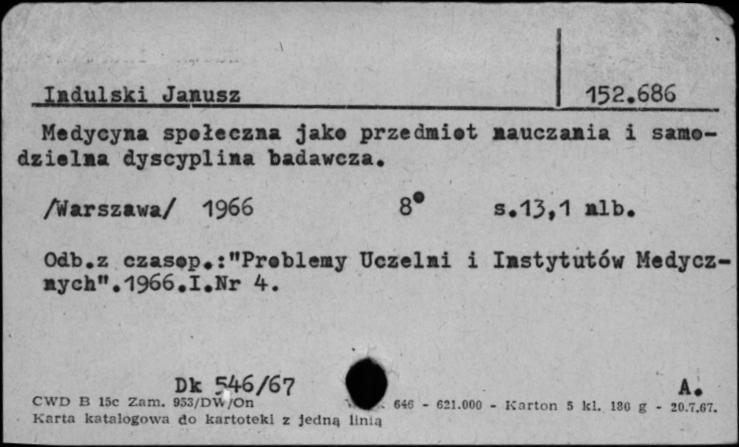 Indulski Janusz 152.686
Medycyna społeczna jako przedmiot nauczania i samo-
dzielna dyscyplina badawcza.
/Warszawa/ 1966 8° s.13,1 nlb.
Odb.z czasop.:"Problemy Uczelni i Instytutów Medycz-
nych".1966.I.Nr 4.
Dk 546/67 A.
CWD B 15c Zam. 953/DW/On 646 - 621.000 - Karton 5 kl. 180 g - 20.7.67.
Karta katalogowa do kartoteki z jedną linią